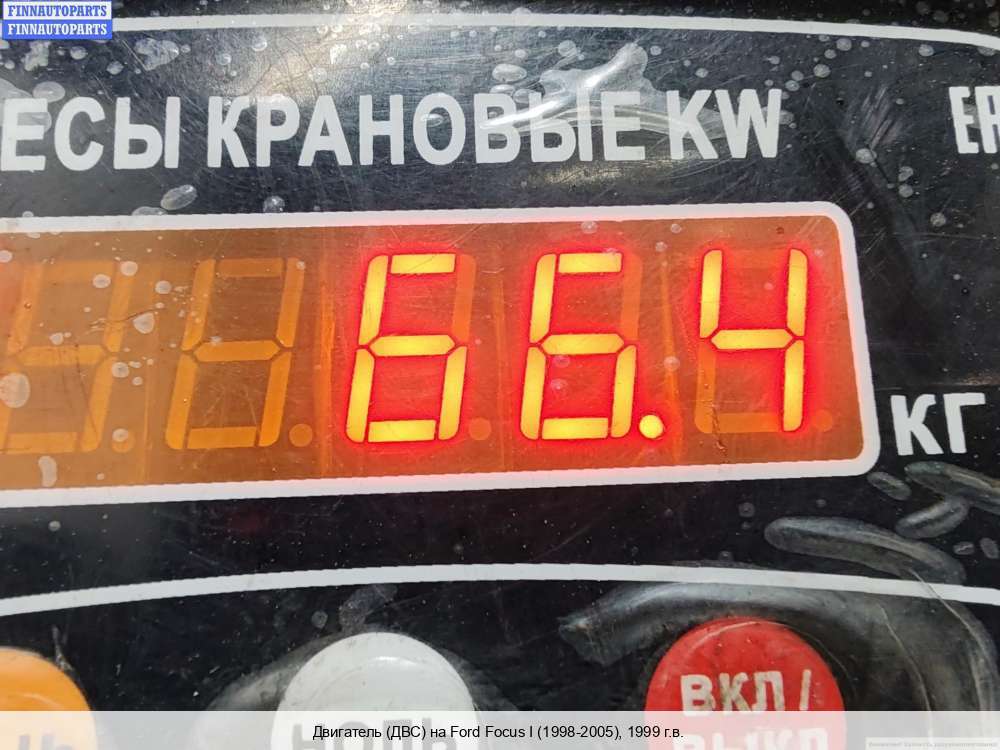 FINNAUTOPARTS
FINNAUTOPARTS
ЕСЫ КРАНОВЫЕ KW
66.4
КГ
ВКЛ /
Двигатель (ДВС) на Ford Focus I (1998-2005), 1999 г.в.